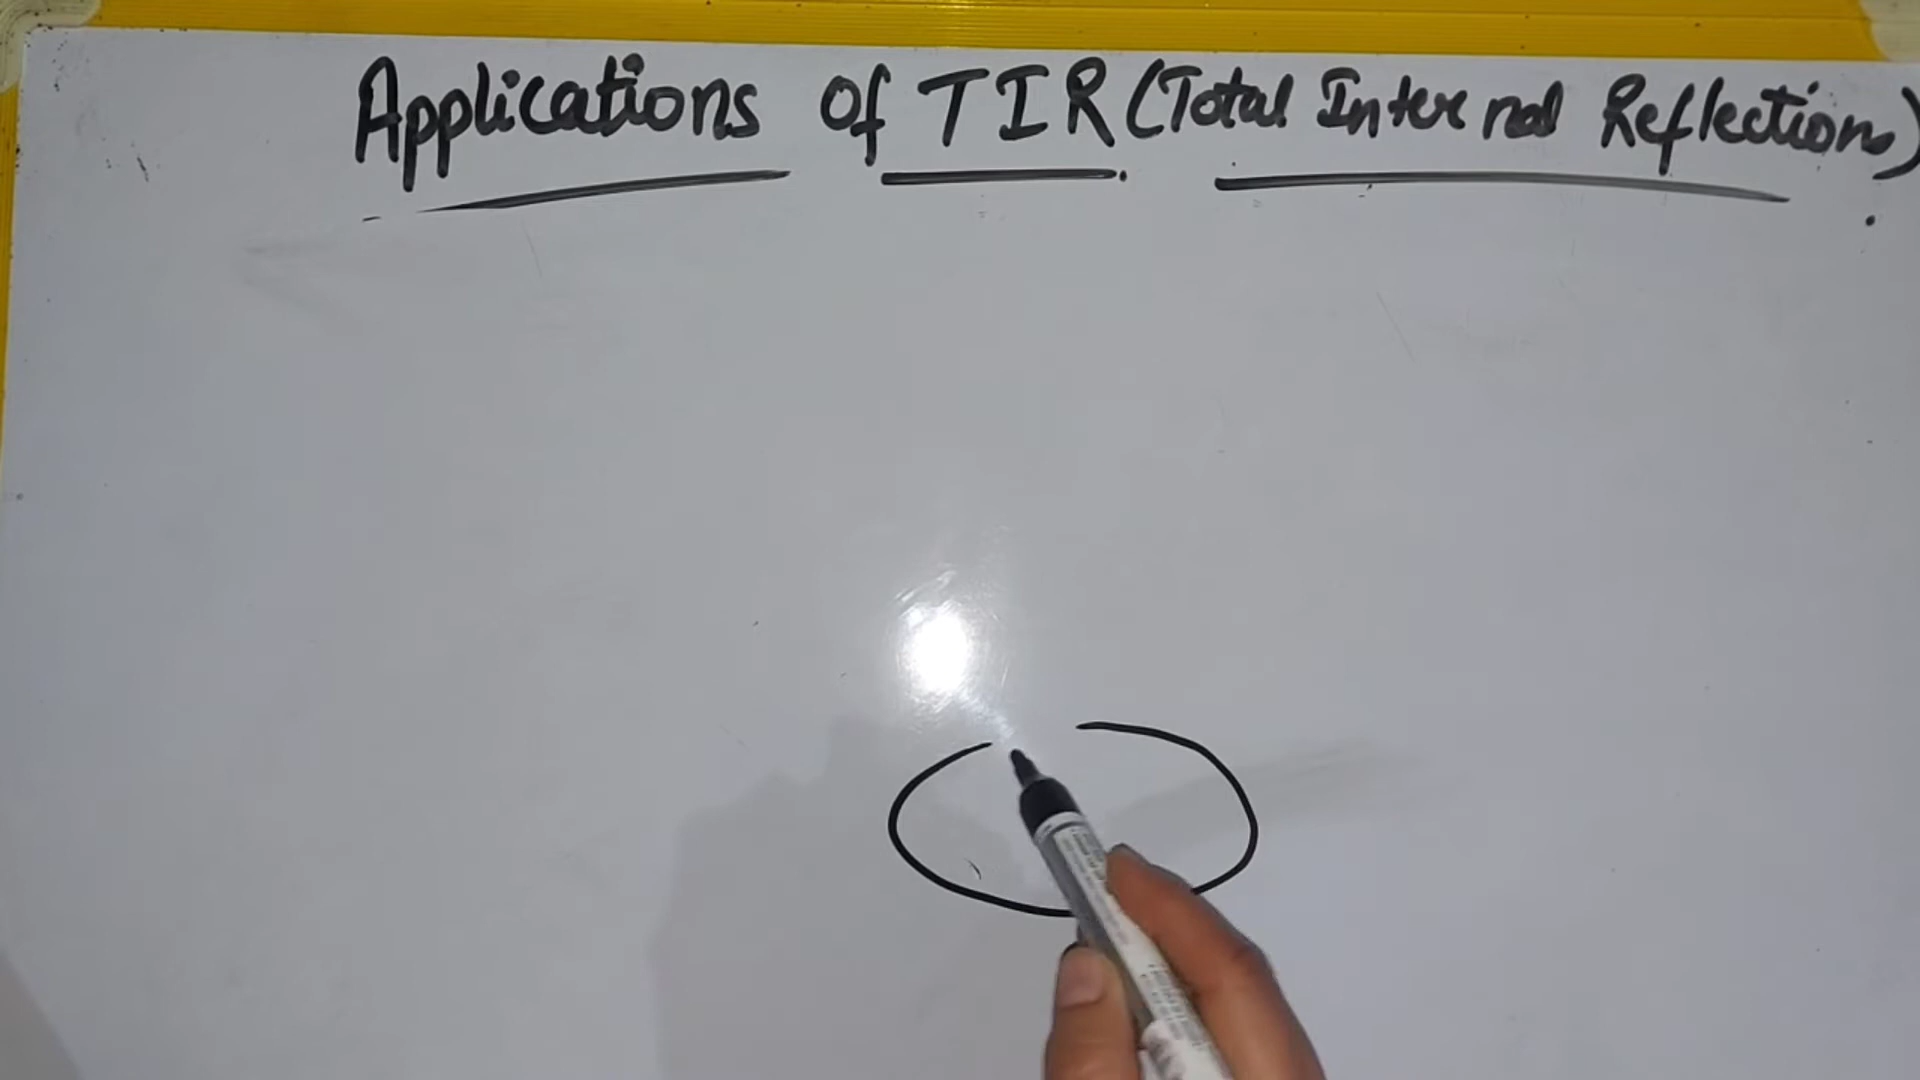 Applications of TIR (Total Internal Reflection)